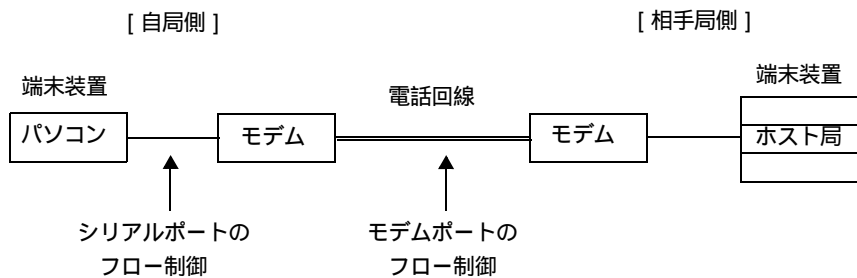 [ 自局側 ]
[ 相手局側 ]
端末装置
電話回線
端末装置
パソコン
モデム
モデム
ホスト局
シリアルポートの
フロー制御
モデムポートの
フロー制御